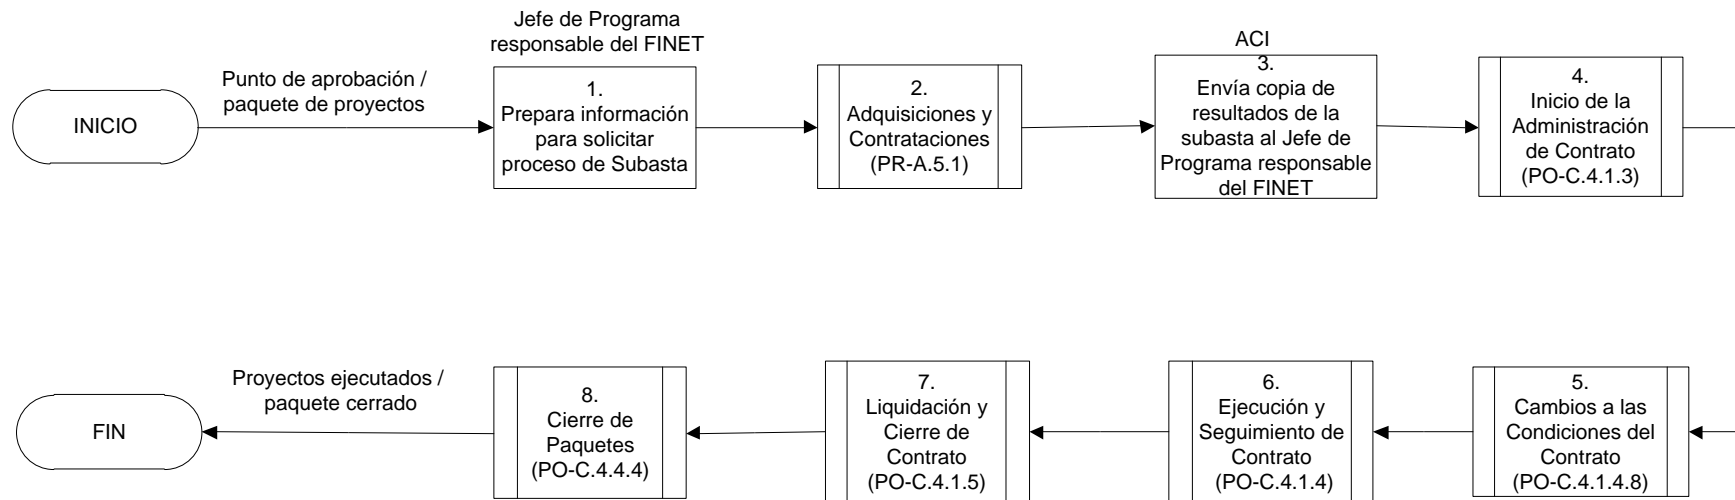 INICIO
Punto de aprobación /
paquete de proyectos
Jefe de Programa
responsable del FINET
1.
Prepara información
para solicitar
proceso de Subasta
2.
Adquisiciones y
Contrataciones
(PR-A.5.1)
ACI
3.
Envía copia de
resultados de la
subasta al Jefe de
Programa responsable
del FINET
4.
Inicio de la
Administración
de Contrato
(PO-C.4.1.3)
5.
Cambios a las
Condiciones del
Contrato
(PO-C.4.1.4.8)
6.
Ejecución y
Seguimiento de
Contrato
(PO-C.4.1.4)
7.
Liquidación y
Cierre de
Contrato
(PO-C.4.1.5)
8.
Cierre de
Paquetes
(PO-C.4.4.4)
Proyectos ejecutados /
paquete cerrado
FIN